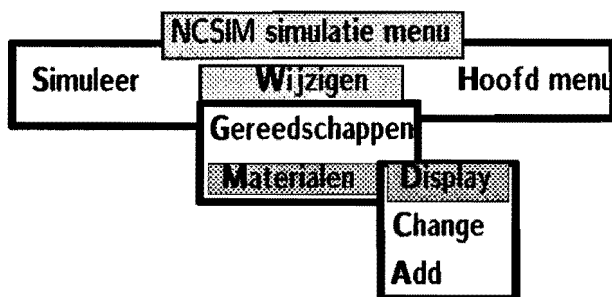 NCSIM simulatie menu
Simuleer Wijzigen Hoofd menu
Gereedschappen
Materialen Display
Change
Add